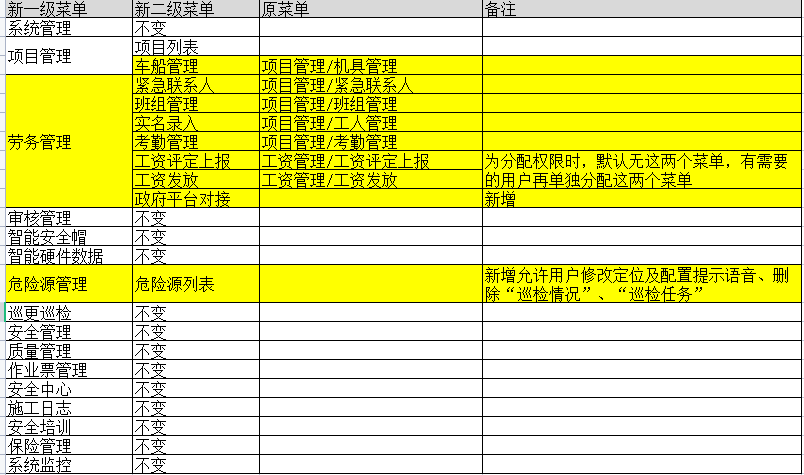 新一级菜单 新二级菜单 原菜单 备注
系统管理 不变
项目管理 项目列表
车船管理 项目管理/机具管理
劳务管理 紧急联系人 项目管理/紧急联系人
班组管理 项目管理/班组管理
实名录入 项目管理/工人管理
考勤管理 项目管理/考勤管理
工资评定上报 工资管理/工资评定上报 为分配权限时，默认无这两个菜单，有需要
工资发放 工资管理/工资发放 的用户再单独分配这两个菜单
政府平台对接 新增
审核管理 不变
智能安全帽 不变
智能硬件数据 不变
危险源管理 危险源列表 新增允许用户修改定位及配置提示语音、删
除“巡检情况”、“巡检任务”
巡更巡检 不变
安全管理 不变
质量管理 不变
作业票管理 不变
安全中心 不变
施工日志 不变
安全培训 不变
保险管理 不变
系统监控 不变